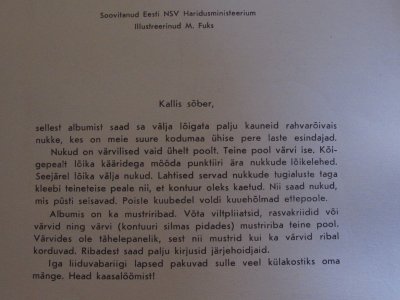 Soovitanud Eesti NSV Haridusministeerium
Illustreerinud M. Fuks
Kallis sõber,
sellest albumist saad sa välja lõigata palju kauneid rahvarõivais
nukke, kes on meie suure kodumaa ühise pere laste esindajad.
Nukud on värvilised vaid ühelt poolt. Teine pool värvi ise. Kõi-
gepealt lõika kääridega mööda punktiiri ära nukkude lõikelehed.
Seejärel lõika välja nukud. Lahtised servad nukkude tugialuste taga
kleebi teineteise peale nii, et kontuur oleks kaetud. Nii saad nukud,
mis püsti seisavad. Poisle kuubedel voldi kuuehõlmad ettepoole.
Albumis on ka mustriribad. Võta viltpliiatsid, rasvakriidid või
värvid ning värvi (kontuuri silmas pidades) mustririba teine pool.
Värvides ole tähelepanelik, sest nii mustrid kui ka värvid ribal
korduvad. Ribadest saad palju kirjusid järjehoidjaid.
Iga liiduvabariigi lapsed pakuvad sulle veel külakostiks oma
mänge. Head kaasalöömist!